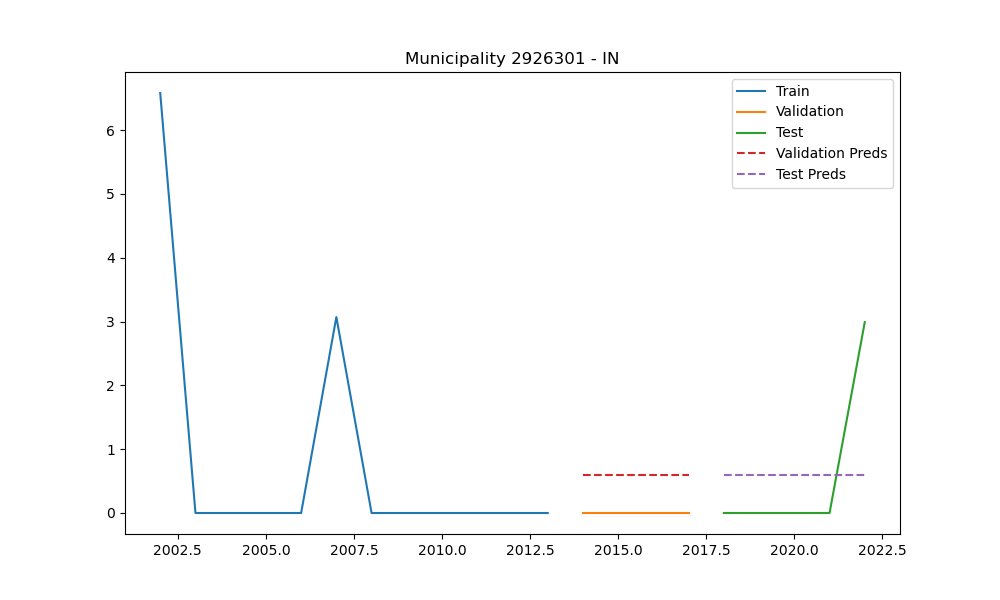 Municipality 2926301 - IN
Train
Validation
Test
Validation Preds
Test Preds
6
5
4
3
2
1
0
2002.5 2005.0 2007.5 2010.0 2012.5 2015.0 2017.5 2020.0 2022.5